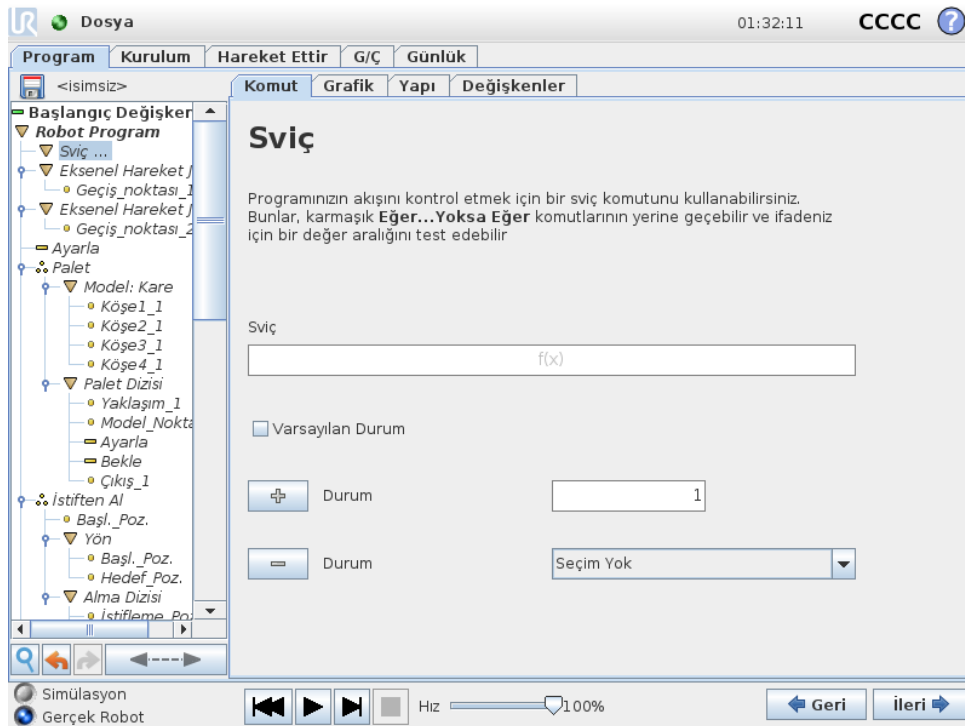 Dosya
01:32:11
CCCC
?
Program
Kurulum
Hareket Ettir
G/Ç
Günlük
<isimsiz>
Komut
Grafik
Yapı
Değişkenler
Başlangıç Değişker
Robot Program
Sviç ...
Eksenel Hareket J
Geçiş_noktası_1
Eksenel Hareket J
Geçiş_noktası_2
Ayarla
Palet
Model: Kare
Köşe1_1
Köşe2_1
Köşe3_1
Köşe4_1
Palet Dizisi
Yaklaşım_1
Model_Nokta
Ayarla
Bekle
Çıkış_1
İstiften Al
Başl._Poz.
Yön
Başl._Poz.
Hedef_Poz.
Alma Dizisi
İstifleme_Poz
Sviç
Programınızın akışını kontrol etmek için bir sviç komutunu kullanabilirsiniz.
Bunlar, karmaşık Eğer...Yoksa Eğer komutlarının yerine geçebilir ve ifadeniz
için bir değer aralığını test edebilir
Sviç
f(x)
Varsayılan Durum
Durum
1
Durum
Seçim Yok
Simülasyon
Gerçek Robot
Hız
100%
Geri
İleri